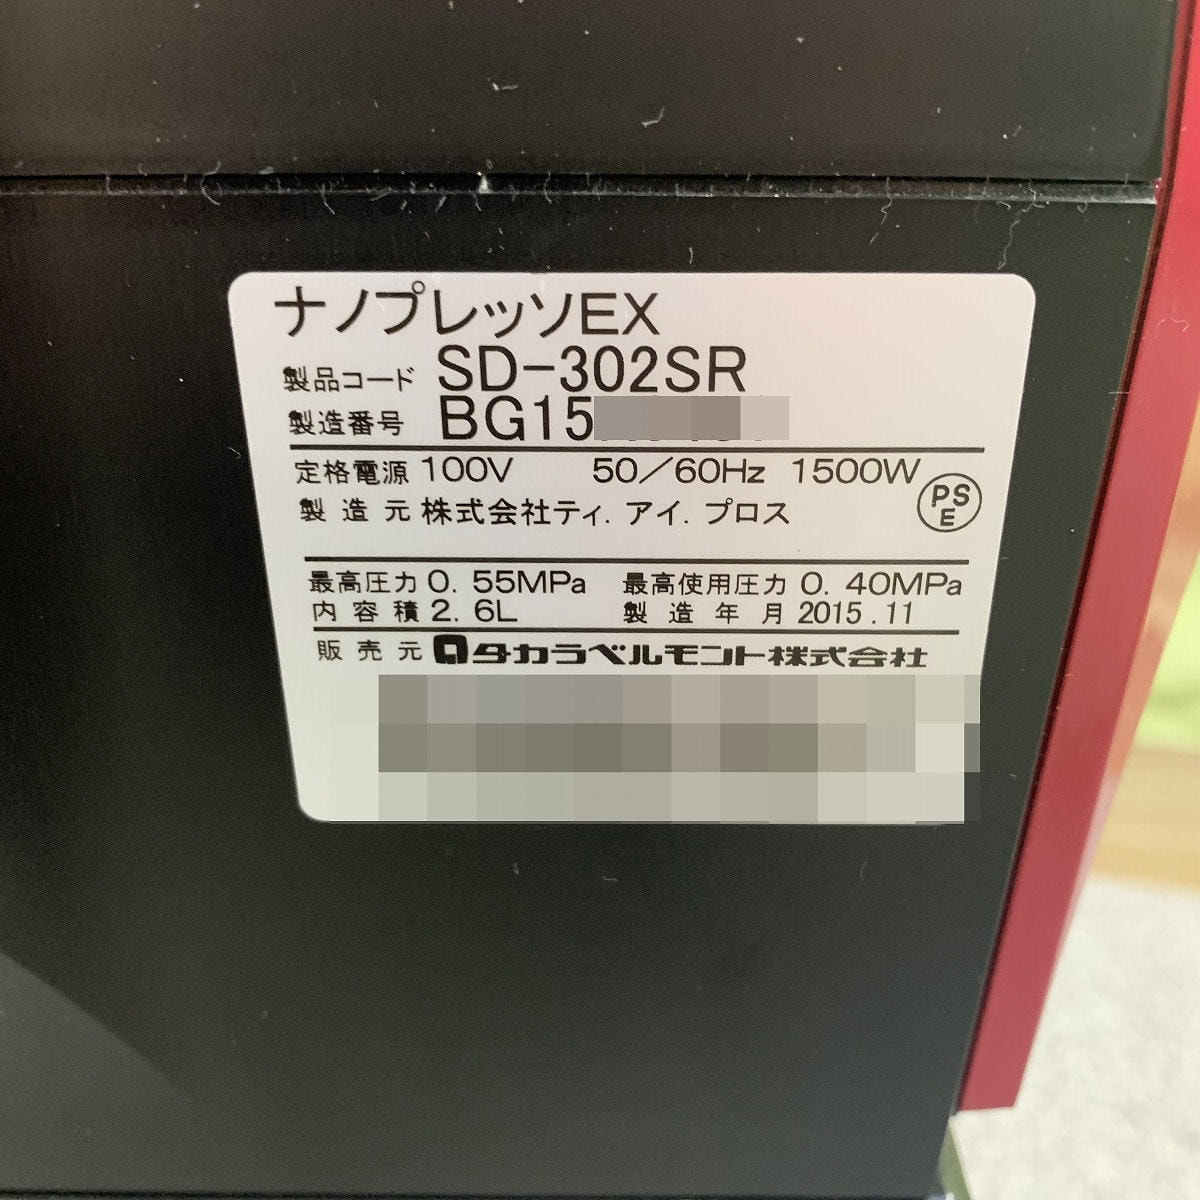 ナノプレッソEX
製品コード SD-302SR
製造番号 BG15
定格電源 100V 50/60Hz 1500W
PSE
製造元 株式会社ティ.アイ.プロス
最高圧力 0.55MPa 最高使用圧力 0.40MPa
内容積 2.6L 製造年月 2015.11
販売元 タカラベルモント株式会社